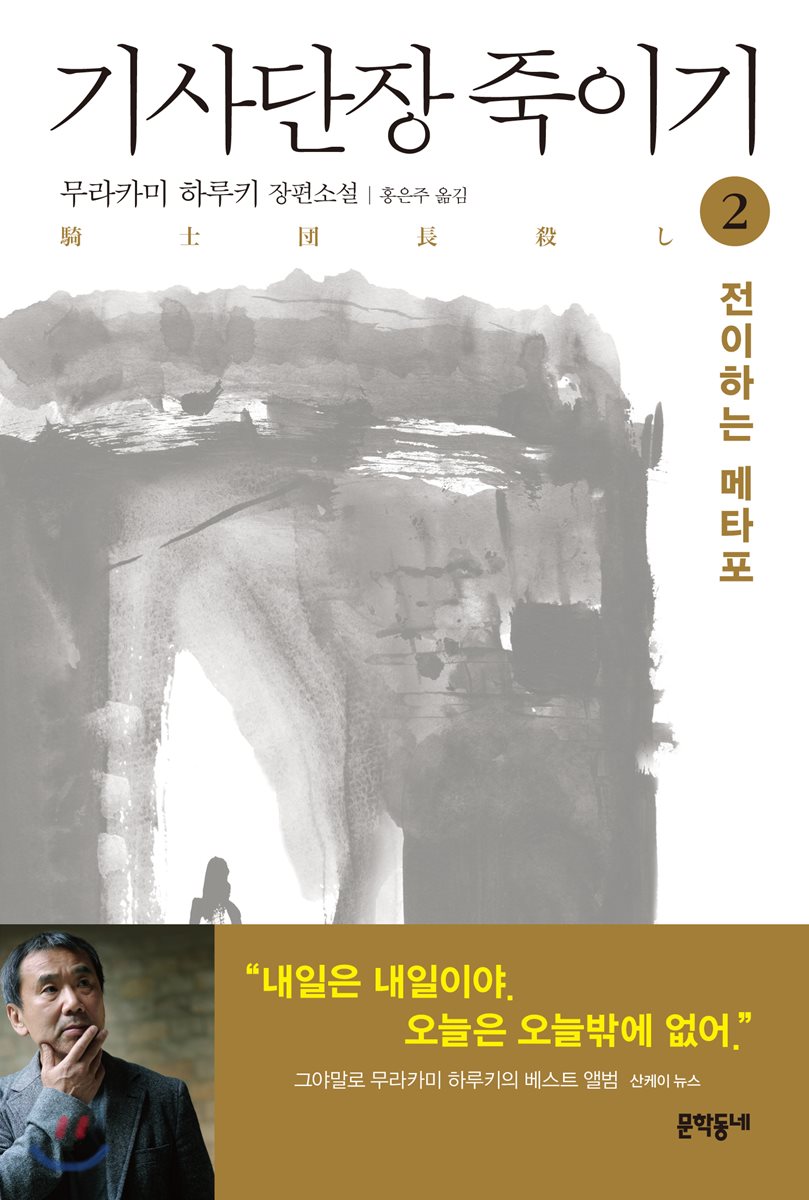 기사단장 죽이기
무라카미 하루키 장편소설 | 홍은주 옮김
騎士団長殺し
2
전이하는 메타포
“내일은 내일이야.
오늘은 오늘밖에 없어.”
그야말로 무라카미 하루키의 베스트 앨범 산케이 뉴스
문학동네